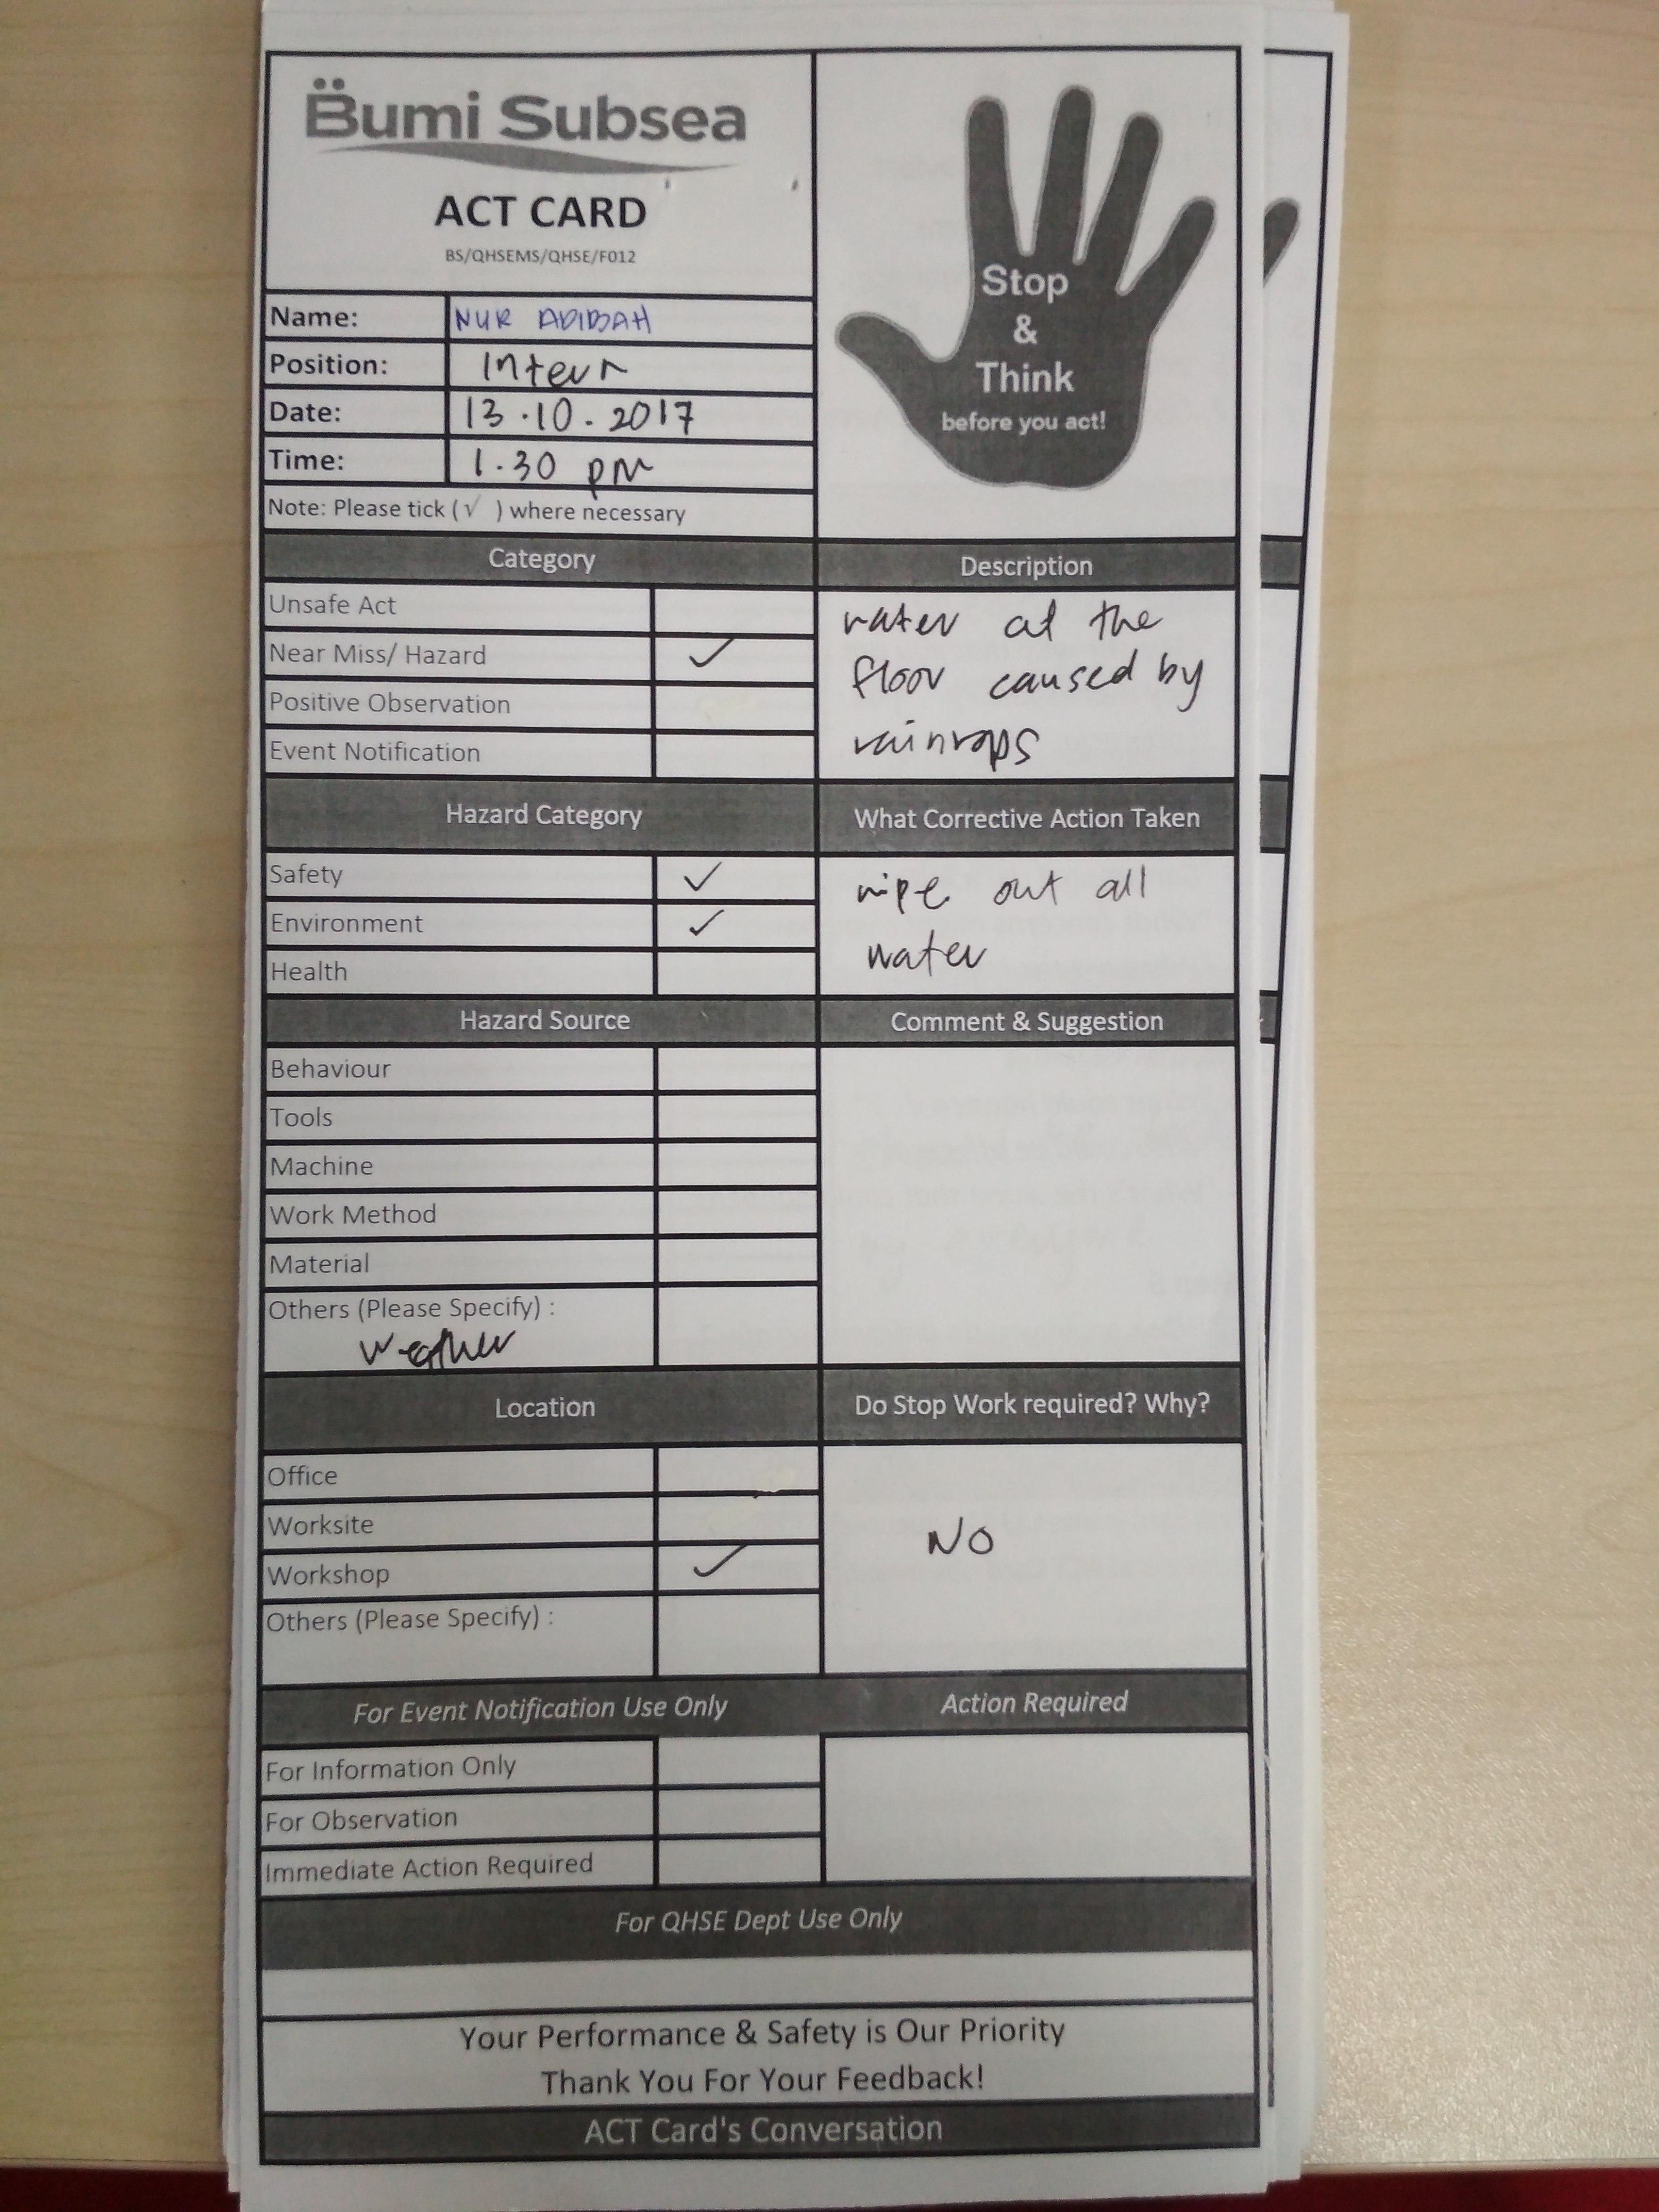 Bumi Subsea
ACT CARD
BS/QHSEMS/QHSE/F012
Stop
&
Think
before you act!
Name: NUR ADIBAH
Position: Intern
Date: 13.10.2017
Time: 1.30 pm
Note: Please tick (√ ) where necessary
Category
Description
Unsafe Act
Near Miss/ Hazard ✓
Positive Observation
Event Notification
water at the
floor caused by
rainraps
Hazard Category
What Corrective Action Taken
Safety ✓
Environment ✓
Health
wipe out all
water
Hazard Source
Comment & Suggestion
Behaviour
Tools
Machine
Work Method
Material
Others (Please Specify) :
weather
Location
Do Stop Work required? Why?
Office
Worksite
Workshop ✓
Others (Please Specify) :
NO
For Event Notification Use Only
Action Required
For Information Only
For Observation
Immediate Action Required
For QHSE Dept Use Only
Your Performance & Safety is Our Priority
Thank You For Your Feedback!
ACT Card's Conversation